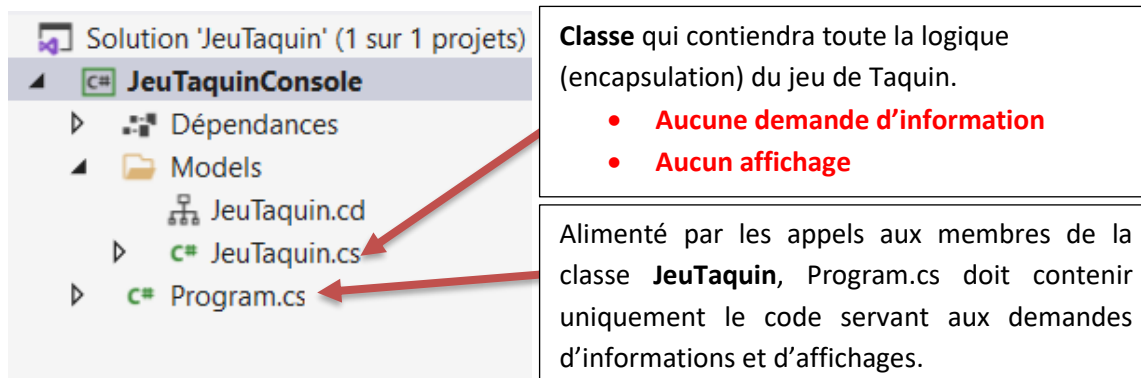 Solution 'JeuTaquin' (1 sur 1 projets)
C# JeuTaquinConsole
Dépendances
Models
JeuTaquin.cd
C# JeuTaquin.cs
C# Program.cs
Classe qui contiendra toute la logique
(encapsulation) du jeu de Taquin.
• Aucune demande d'information
• Aucun affichage
Alimenté par les appels aux membres de la
classe JeuTaquin, Program.cs doit contenir
uniquement le code servant aux demandes
d'informations et d'affichages.